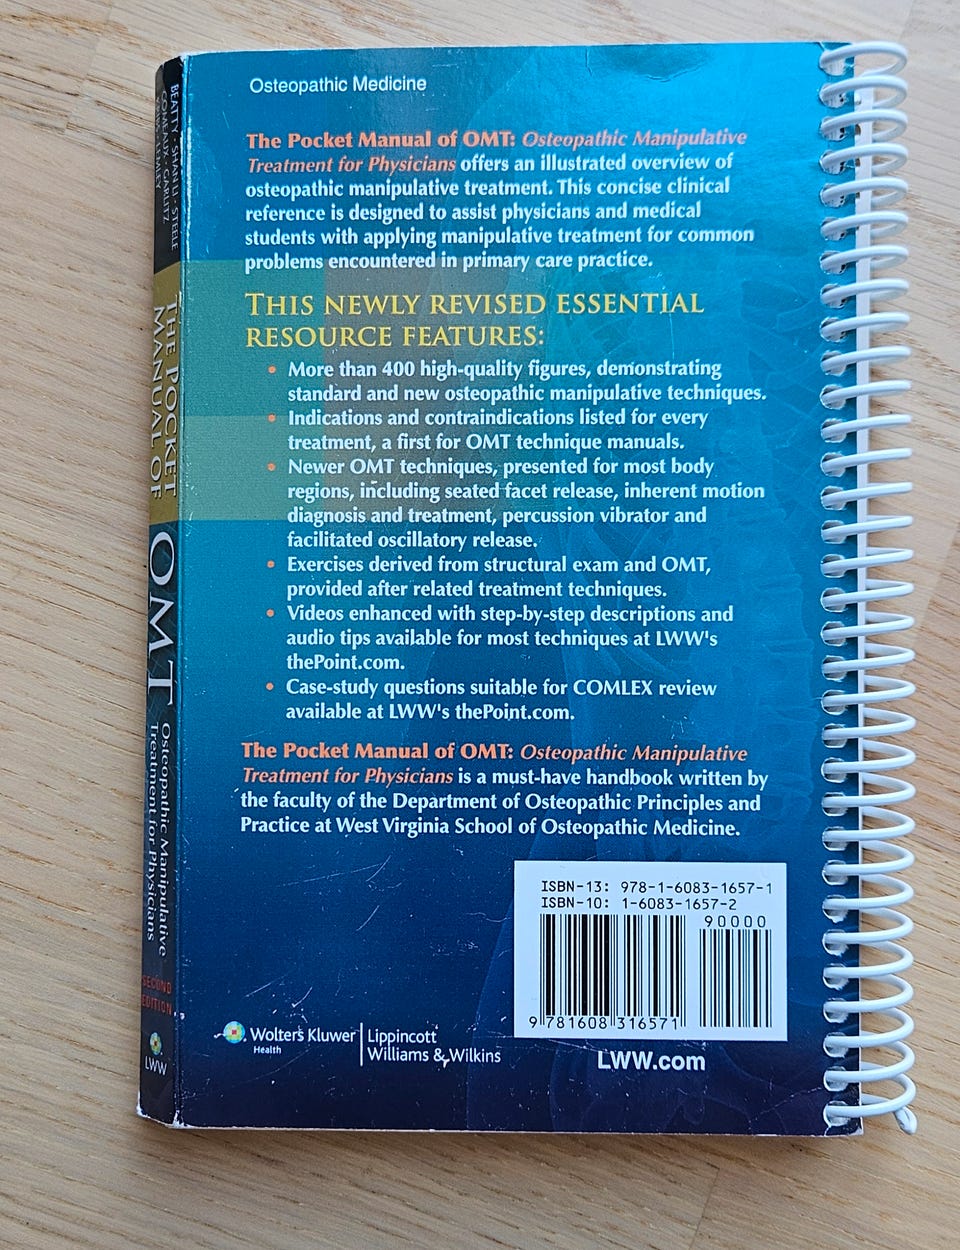 Osteopathic Medicine
The Pocket Manual of OMT: Osteopathic Manipulative
Treatment for Physicians offers an illustrated overview of
osteopathic manipulative treatment. This concise clinical
reference is designed to assist physicians and medical
students with applying manipulative treatment for common
problems encountered in primary care practice.
THIS NEWLY REVISED ESSENTIAL
RESOURCE FEATURES:
• More than 400 high-quality figures, demonstrating
standard and new osteopathic manipulative techniques.
• Indications and contraindications listed for every
treatment, a first for OMT technique manuals.
• Newer OMT techniques, presented for most body
regions, including seated facet release, inherent motion
diagnosis and treatment, percussion vibrator and
facilitated oscillatory release.
• Exercises derived from structural exam and OMT,
provided after related treatment techniques.
• Videos enhanced with step-by-step descriptions and
audio tips available for most techniques at LWW's
thePoint.com.
• Case-study questions suitable for COMLEX review
available at LWW's thePoint.com.
The Pocket Manual of OMT: Osteopathic Manipulative
Treatment for Physicians is a must-have handbook written by
the faculty of the Department of Osteopathic Principles and
Practice at West Virginia School of Osteopathic Medicine.
ISBN-13: 978-1-6083-1657-1
ISBN-10: 1-6083-1657-2
90000
9 781608 316571
LWW.com
Wolters Kluwer
Health
Lippincott
Williams & Wilkins
BEATTY · SHAN LI · STEELE
COMEAUX · GARLITZ
THE POCKET
MANUAL OF
OMT
Osteopathic Manipulative
Treatment for Physicians
SECOND
EDITION
LWW